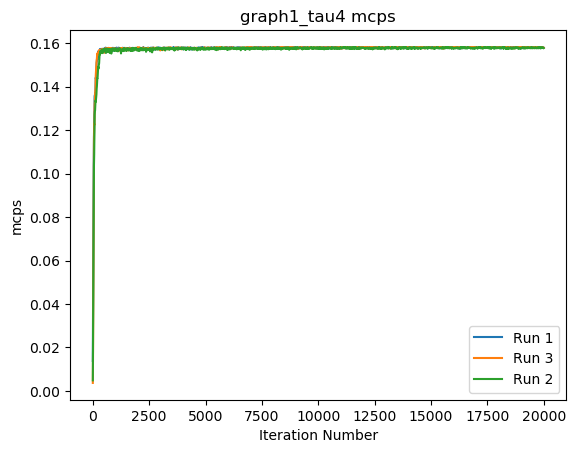 graph1_tau4 mcps
mcps
0.16
0.14
0.12
0.10
0.08
0.06
0.04
0.02
0.00
Run 1
Run 3
Run 2
0 2500 5000 7500 10000 12500 15000 17500 20000
Iteration Number